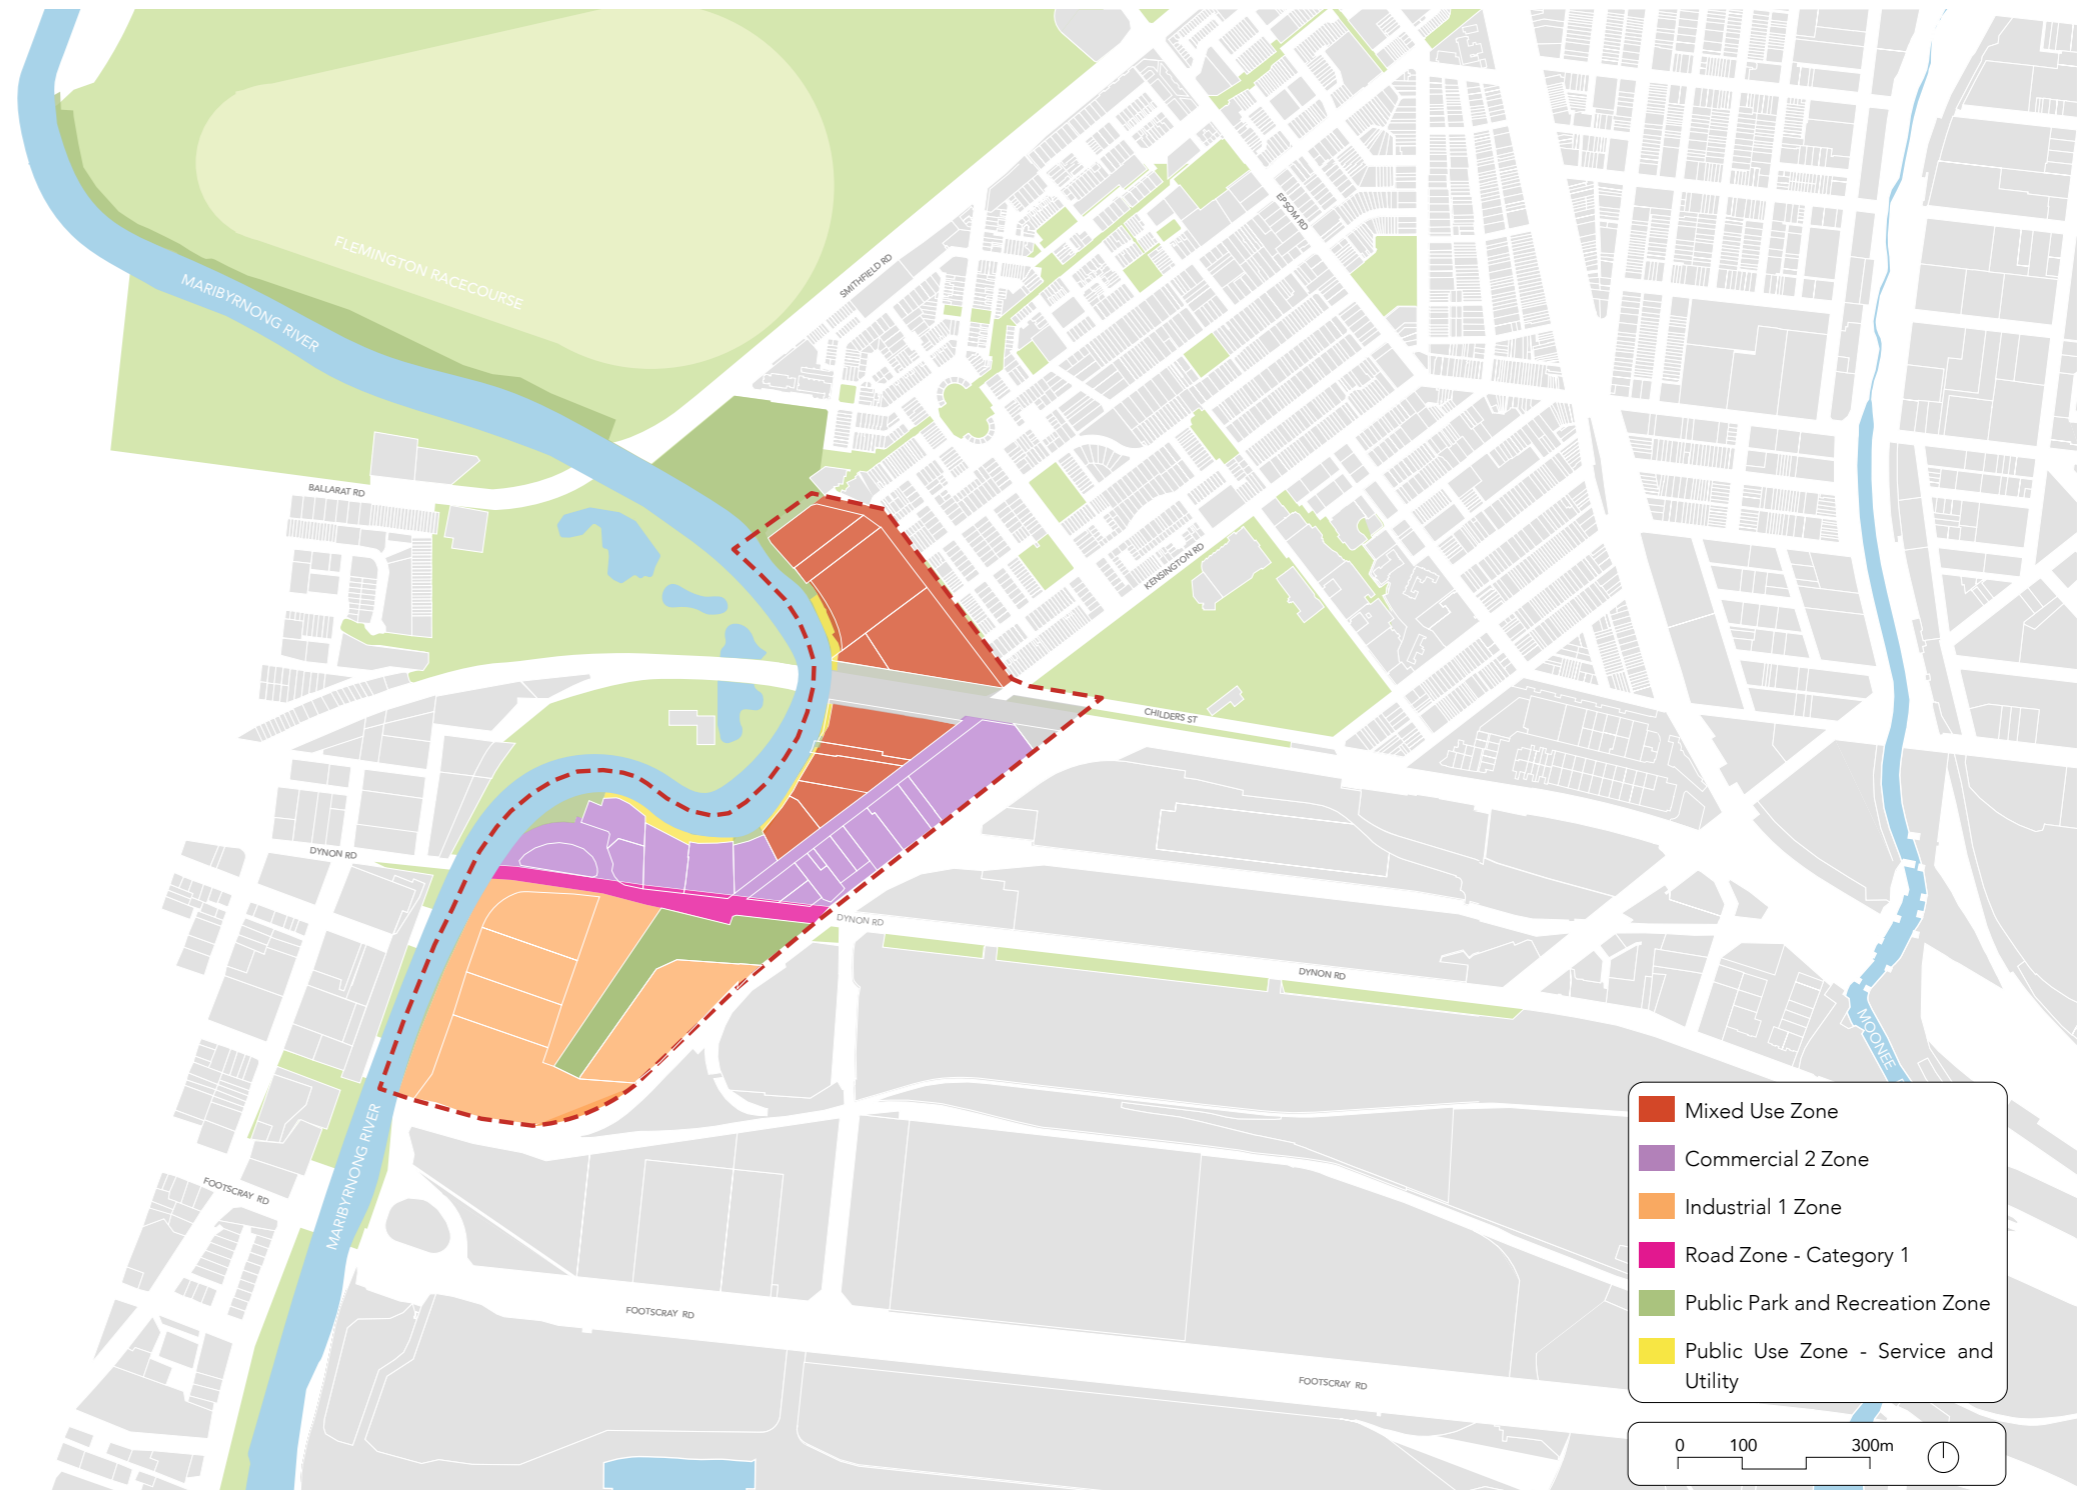 EPSOM RD
FLEMINGTON RACECOURSE
SMITHFIELD RD
MARIBYRNONG RIVER
BALLARAT RD
KENSINGTON RD
CHILDERS ST
DYNON RD
DYNON RD
DYNON RD
MOONEE
MARIBYRNONG RIVER
FOOTSCRAY RD
FOOTSCRAY RD
FOOTSCRAY RD
Mixed Use Zone
Commercial 2 Zone
Industrial 1 Zone
Road Zone - Category 1
Public Park and Recreation Zone
Public Use Zone - Service and
Utility
0 100 300m